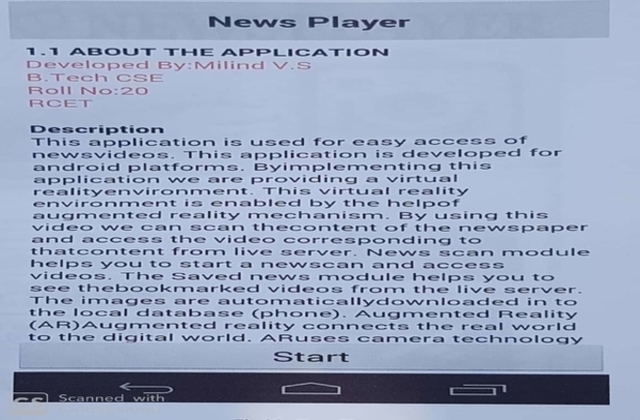 News Player
1.1 ABOUT THE APPLICATION
Developed By:Milind V.S
B.Tech CSE
Roll No:20
RCET
Description
This application is used for easy access of
newsvideos. This application is developed for
android platforms. Byimplementing this
application we are providing a virtual
realityenvironment. This virtual reality
environment is enabled by the helpof
augmented reality mechanism. By using this
video we can scan thecontent of the newspaper
and access the video corresponding to
thatcontent from live server. News scan module
helps you to start a newscan and access
videos. The Saved news module helps you to
see thebookmarked videos from the live server.
The images are automaticallydownloaded in to
the local database (phone). Augmented Reality
(AR)Augmented reality connects the real world
to the digital world. ARuses camera technology
Start
CS Scanned with